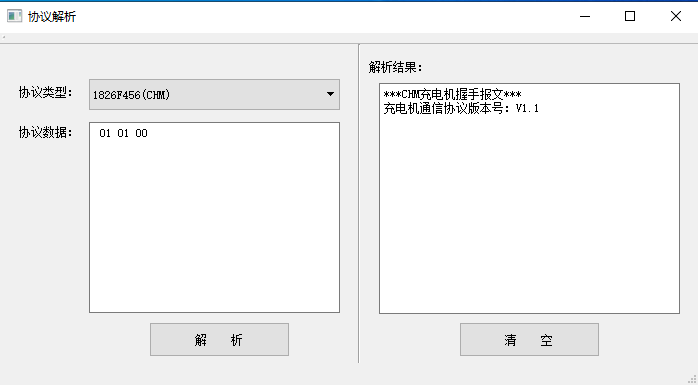 协议解析
协议类型：
1826F456(CHM)
协议数据：
01 01 00
解 析
解析结果：
***CHM充电机握手报文***
充电机通信协议版本号：V1.1
清 空